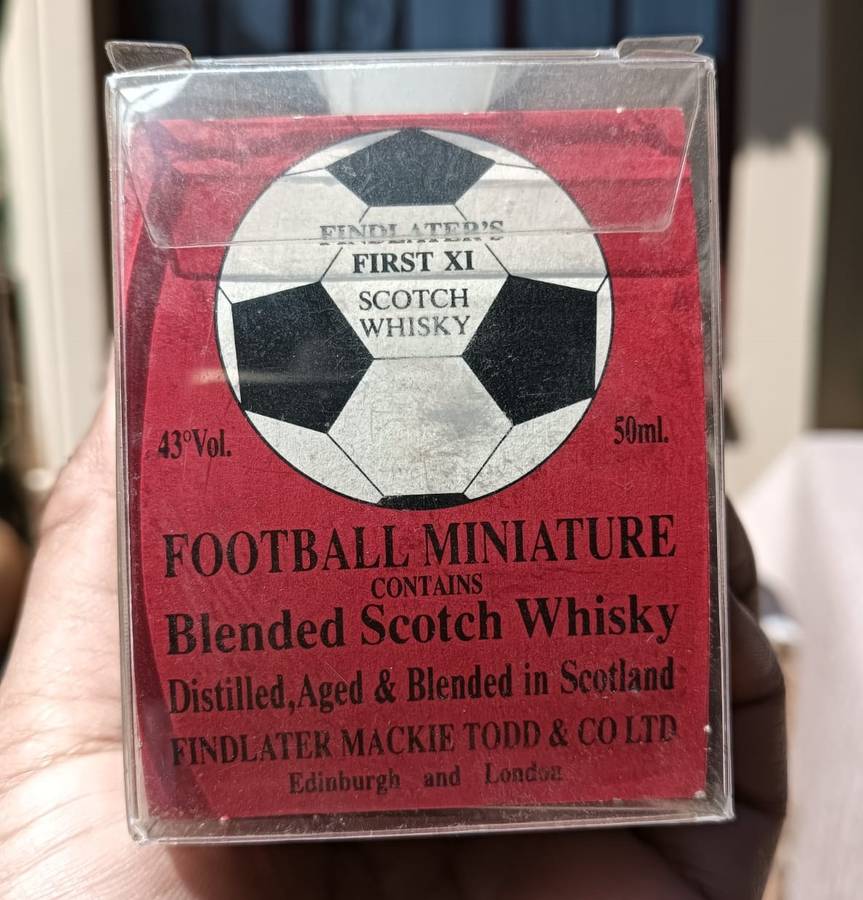 FINDLATER'S
FIRST XI
SCOTCH
WHISKY
43°Vol.
50ml.
FOOTBALL MINIATURE
CONTAINS
Blended Scotch Whisky
Distilled,Aged & Blended in Scotland
FINDLATER MACKIE TODD & CO LTD
Edinburgh and London